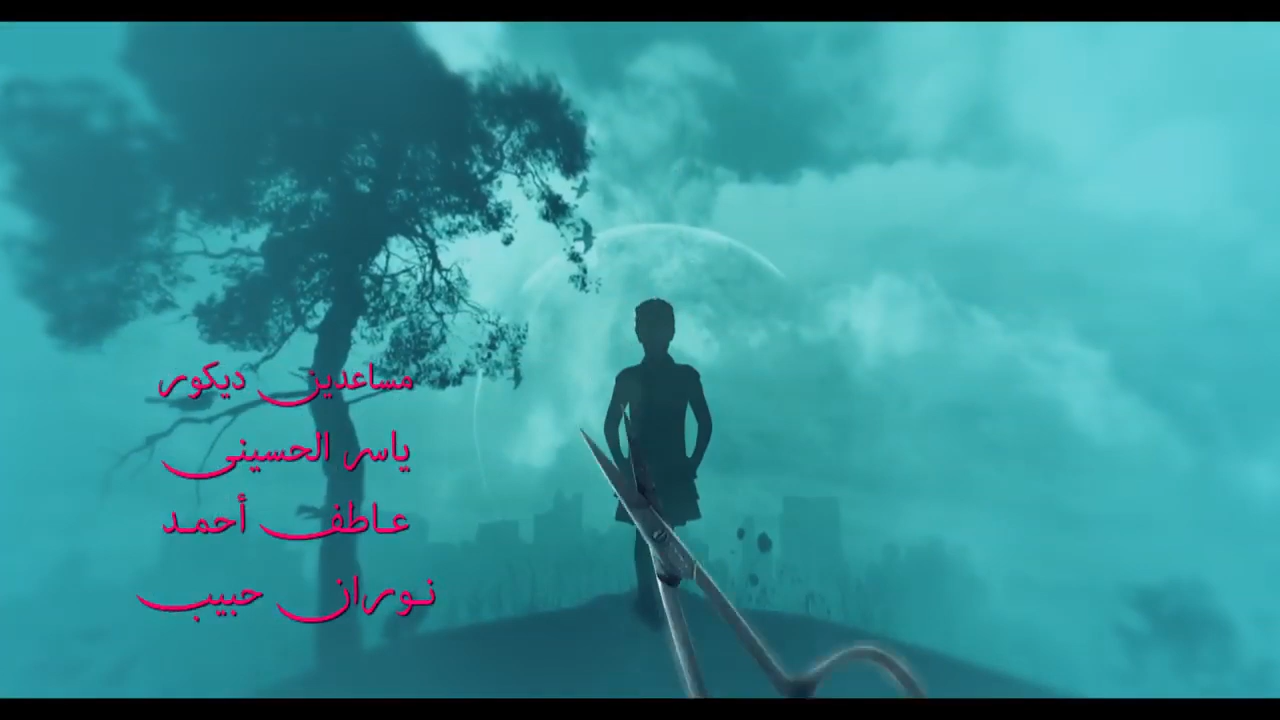 مساعدين ديكور
ياسر الحسينى
عاطف أحمد
نوران حبيب